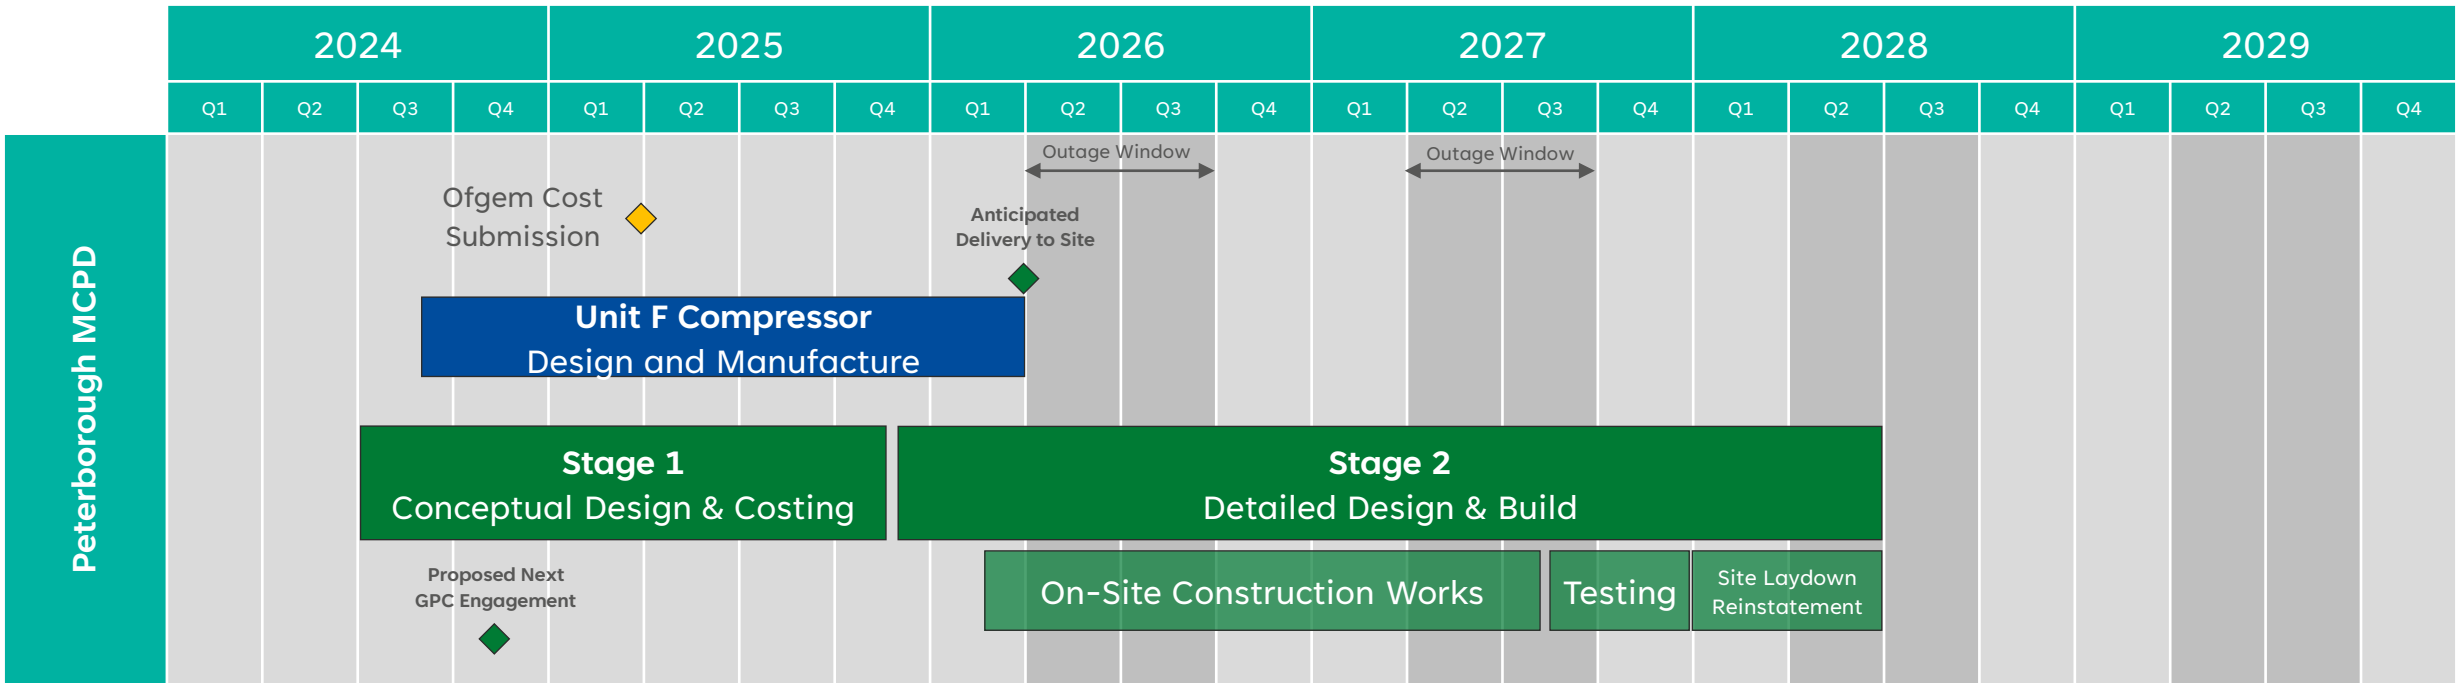 2024
2025
2026
2027
2028
2029
Q1
Q2
Q3
Q4
Q1
Q2
Q3
Q4
Q1
Q2
Q3
Q4
Q1
Q2
Q3
Q4
Q1
Q2
Q3
Q4
Q1
Q2
Q3
Q4
Peterborough MCPD
Outage Window
Outage Window
Ofgem Cost
Submission
Anticipated
Delivery to Site
Unit F Compressor
Design and Manufacture
Stage 1
Conceptual Design & Costing
Stage 2
Detailed Design & Build
Proposed Next
GPC Engagement
On-Site Construction Works
Testing
Site Laydown
Reinstatement